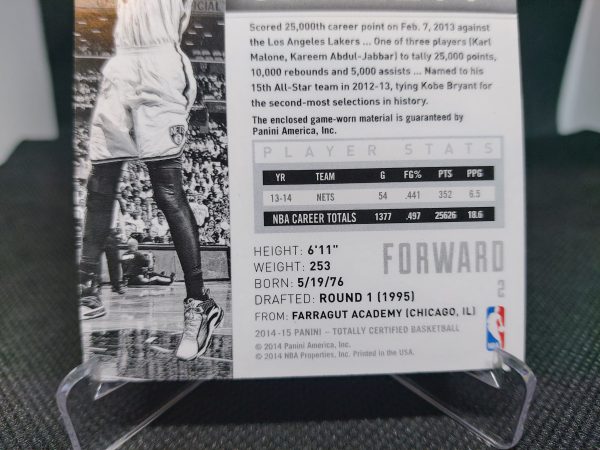 Scored 25,000th career point on Feb. 7, 2013 against
the Los Angeles Lakers ... One of three players (Karl
Malone, Kareem Abdul-Jabbar) to tally 25,000 points,
10,000 rebounds and 5,000 assists ... Named to his
15th All-Star team in 2012-13, tying Kobe Bryant for
the second-most selections in history.
The enclosed game-worn material is guaranteed by
Panini America, Inc.
PLAYER STATS
YR TEAM G FG% PTS PPG
13-14 NETS 54 .441 352 6.5
NBA CAREER TOTALS 1377 .497 25626 18.6
HEIGHT: 6'11"
WEIGHT: 253
BORN: 5/19/76
DRAFTED: ROUND 1 (1995)
FROM: FARRAGUT ACADEMY (CHICAGO, IL)
FORWARD
2
2014-15 PANINI - TOTALLY CERTIFIED BASKETBALL
© 2014 Panini America, Inc.
© 2014 NBA Properties, Inc. Printed in the USA.
NETS